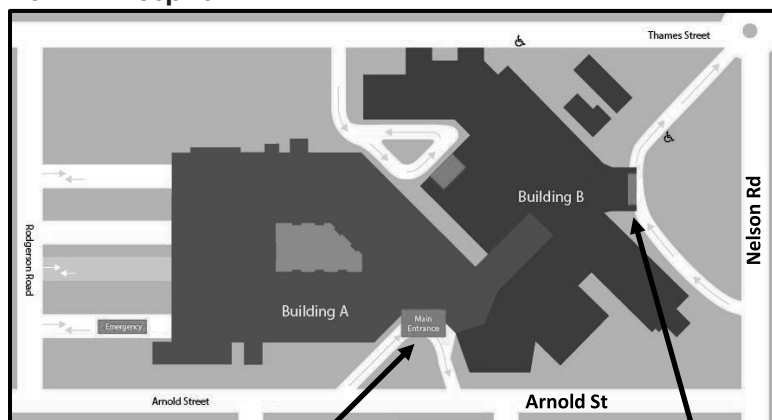 Thames Street
Building B
Nelson Rd
Rodgerson Road
Building A
Main
Entrance
Emergency
Arnold Street
Arnold St